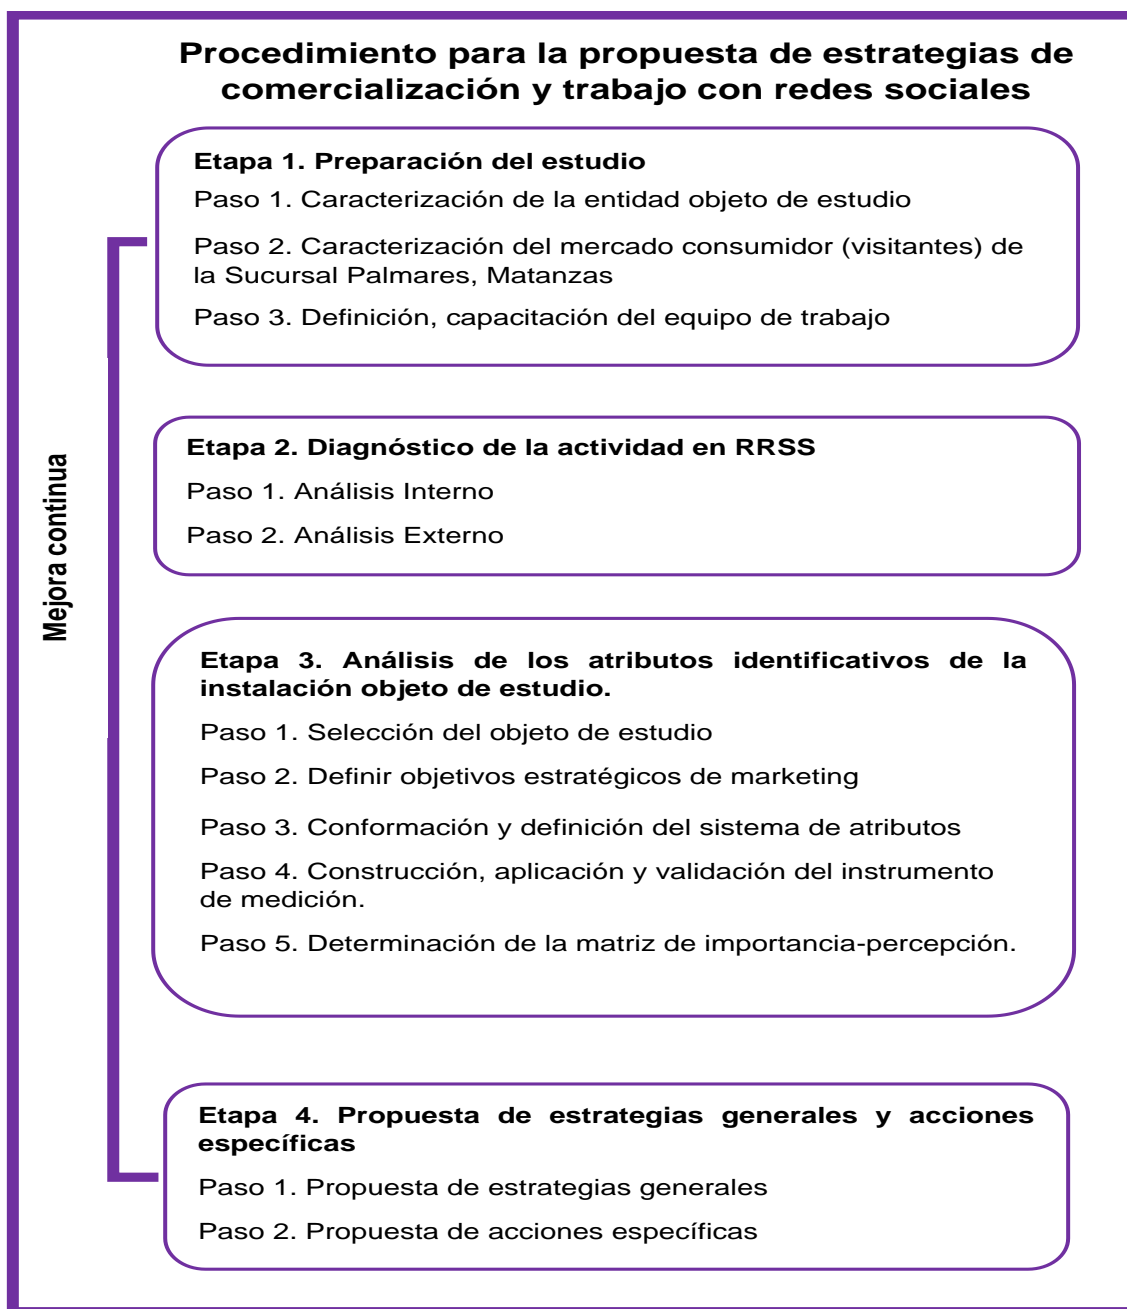 Procedimiento para la propuesta de estrategias de
comercialización y trabajo con redes sociales
Etapa 1. Preparación del estudio
Paso 1. Caracterización de la entidad objeto de estudio
Paso 2. Caracterización del mercado consumidor (visitantes) de
la Sucursal Palmares, Matanzas
Paso 3. Definición, capacitación del equipo de trabajo
Mejora continua
Etapa 2. Diagnóstico de la actividad en RRSS
Paso 1. Análisis Interno
Paso 2. Análisis Externo
Etapa 3. Análisis de los atributos identificativos de la
instalación objeto de estudio.
Paso 1. Selección del objeto de estudio
Paso 2. Definir objetivos estratégicos de marketing
Paso 3. Conformación y definición del sistema de atributos
Paso 4. Construcción, aplicación y validación del instrumento
de medición.
Paso 5. Determinación de la matriz de importancia-percepción.
Etapa 4. Propuesta de estrategias generales y acciones
específicas
Paso 1. Propuesta de estrategias generales
Paso 2. Propuesta de acciones específicas